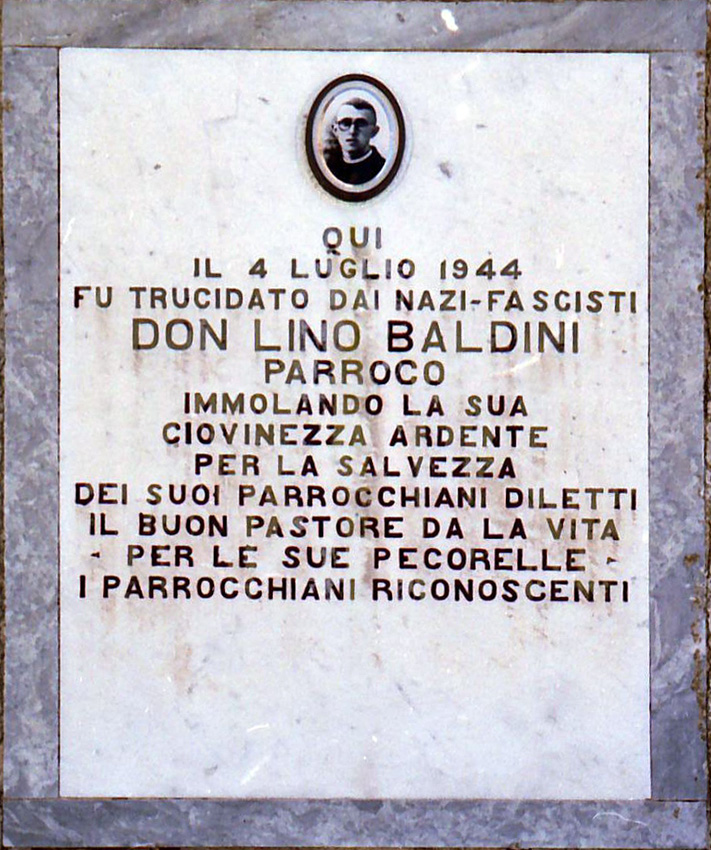 QUI
IL 4 LUGLIO 1944
FU TRUCIDATO DAI NAZI-FASCISTI
DON LINO BALDINI
PARROCO
IMMOLANDO LA SUA
GIOVINEZZA ARDENTE
PER LA SALVEZZA
DEI SUOI PARROCCHIANI DILETTI
IL BUON PASTORE DA LA VITA
- PER LE SUE PECORELLE -
I PARROCCHIANI RICONOSCENTI